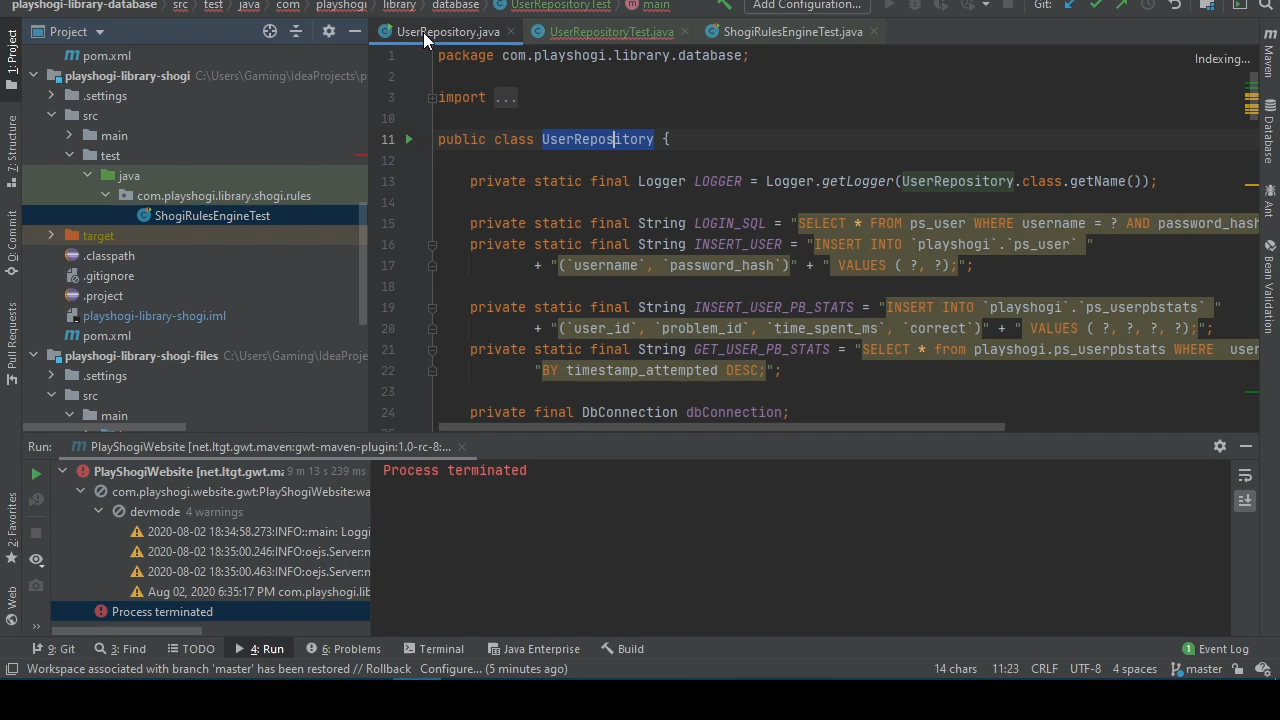 playshogi-library-database src test java com playshogi library database UserRepositoryTest main Add Configuration... Git:
1: Project
Project
UserRepository.java UserRepositoryTest.java ShogiRulesEngineTest.java
Indexing...
pom.xml
playshogi-library-shogi C:\Users\Gaming\IdeaProjects\p
.settings
src
main
test
java
com.playshogi.library.shogi.rules
ShogiRulesEngineTest
target
.classpath
.gitignore
.project
playshogi-library-shogi.iml
pom.xml
playshogi-library-shogi-files C:\Users\Gaming\IdeaProje
.settings
src
main
7: Structure
0: Commit
Pull Requests
2: Favorites
Web
1 package com.playshogi.library.database;
2
3 import ...
10
11 public class UserRepository {
12
13 private static final Logger LOGGER = Logger.getLogger(UserRepository.class.getName());
14
15 private static final String LOGIN_SQL = "SELECT * FROM ps_user WHERE username = ? AND password_hash
16 private static final String INSERT_USER = "INSERT INTO `playshogi`.`ps_user` "
17 + "(`username`, `password_hash`)" + " VALUES ( ?, ?);";
18
19 private static final String INSERT_USER_PB_STATS = "INSERT INTO `playshogi`.`ps_userpbstats` "
20 + "(`user_id`, `problem_id`, `time_spent_ms`, `correct`)" + " VALUES ( ?, ?, ?, ?);";
21 private static final String GET_USER_PB_STATS = "SELECT * from playshogi.ps_userpbstats WHERE user
22 "BY timestamp_attempted DESC;";
23
24 private final DbConnection dbConnection;
Maven
Database
Ant
Bean Validation
Run: PlayShogiWebsite [net.ltgt.gwt.maven:gwt-maven-plugin:1.0-rc-8:...
PlayShogiWebsite [net.ltgt.gwt.ma 9 m 13 s 239 ms
com.playshogi.website.gwt:PlayShogiWebsite:wa
devmode 4 warnings
2020-08-02 18:34:58.273:INFO::main: Loggi
2020-08-02 18:35:00.246:INFO:oejs.Server:m
2020-08-02 18:35:00.463:INFO:oejs.Server:m
Aug 02, 2020 6:35:17 PM com.playshogi.lib
Process terminated
Process terminated
9: Git 3: Find TODO 4: Run 6: Problems Terminal Java Enterprise Build 1 Event Log
Workspace associated with branch 'master' has been restored // Rollback Configure... (5 minutes ago) 14 chars 11:23 CRLF UTF-8 4 spaces master